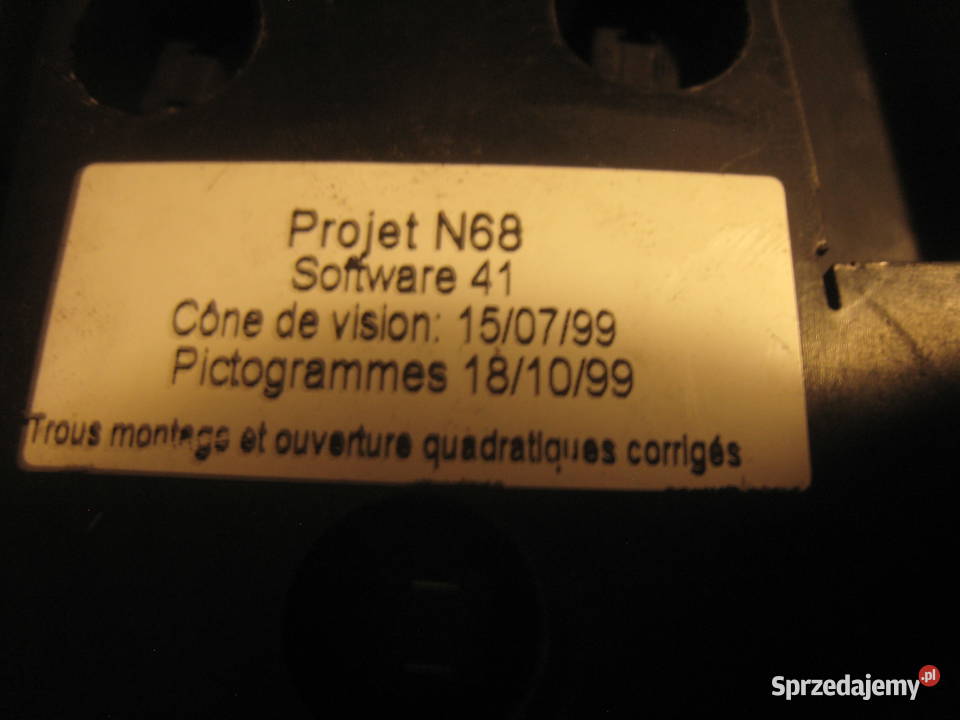 Projet N68
Software 41
Cône de vision: 15/07/99
Pictogrammes 18/10/99
Trous montage et ouverture quadratiques corrigés
Sprzedajemy.pl